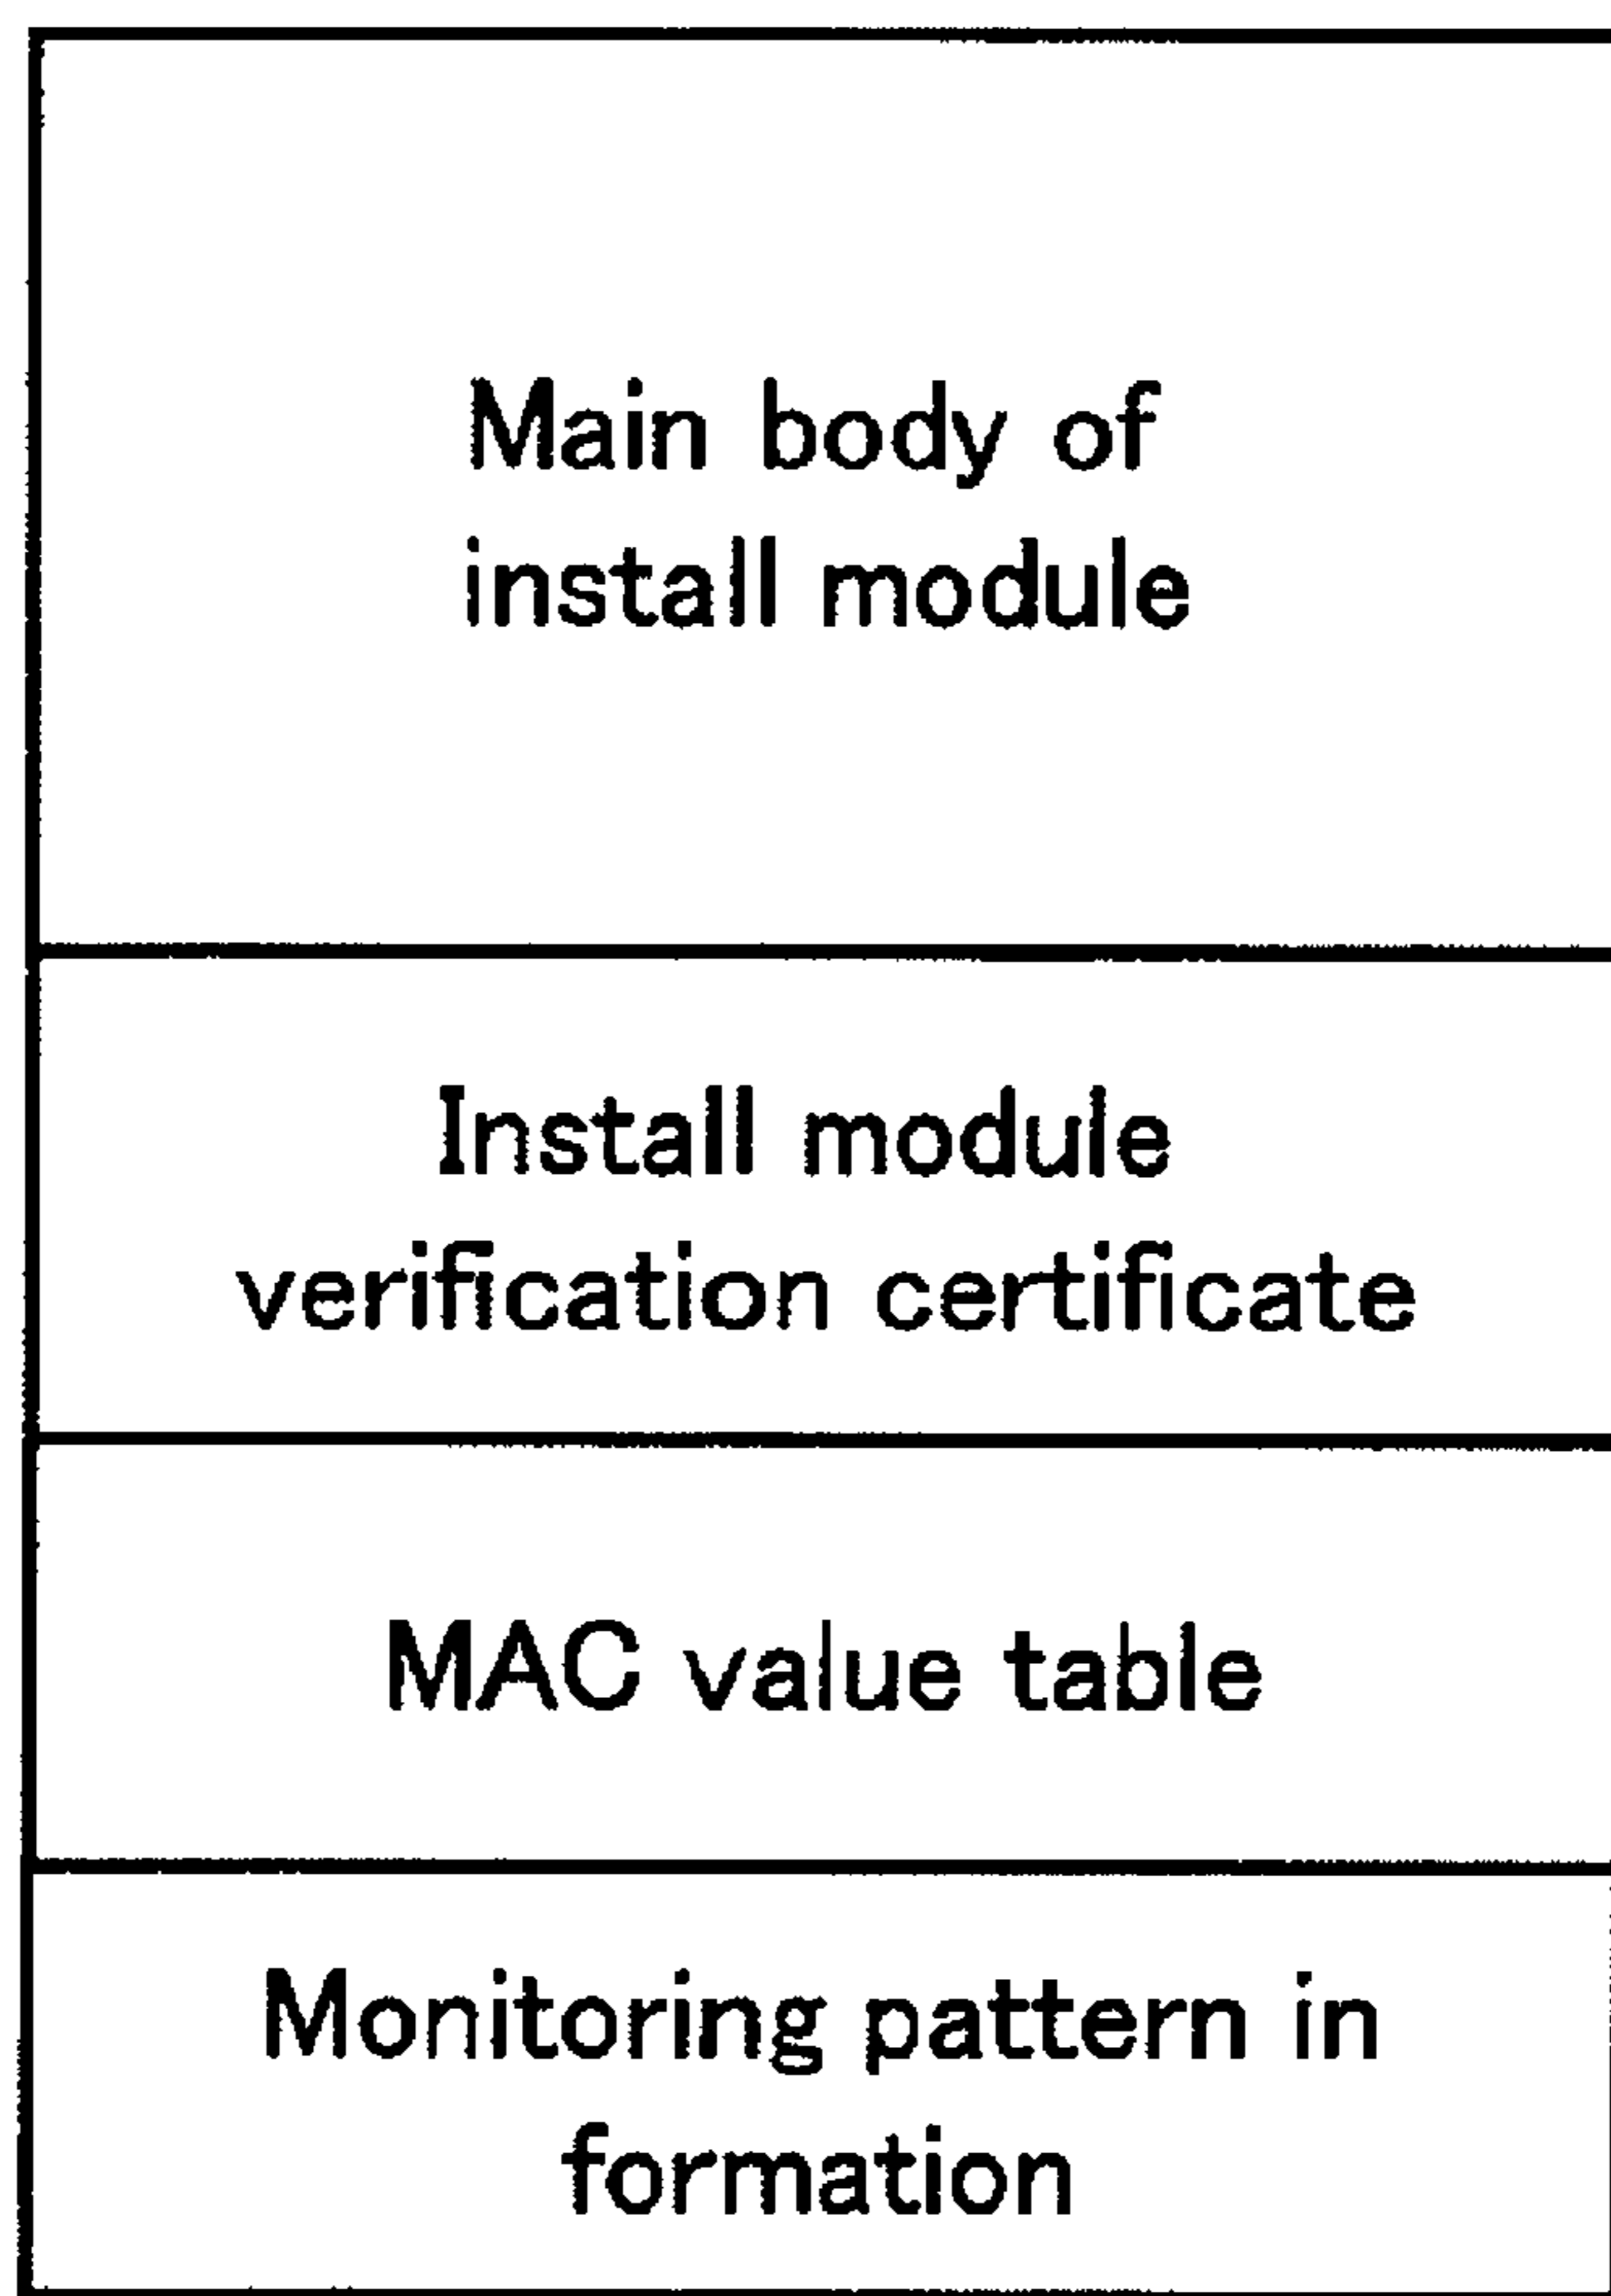 Main body of
install module
Install module
verification certificate
MAC value table
Monitoring pattern in
formation